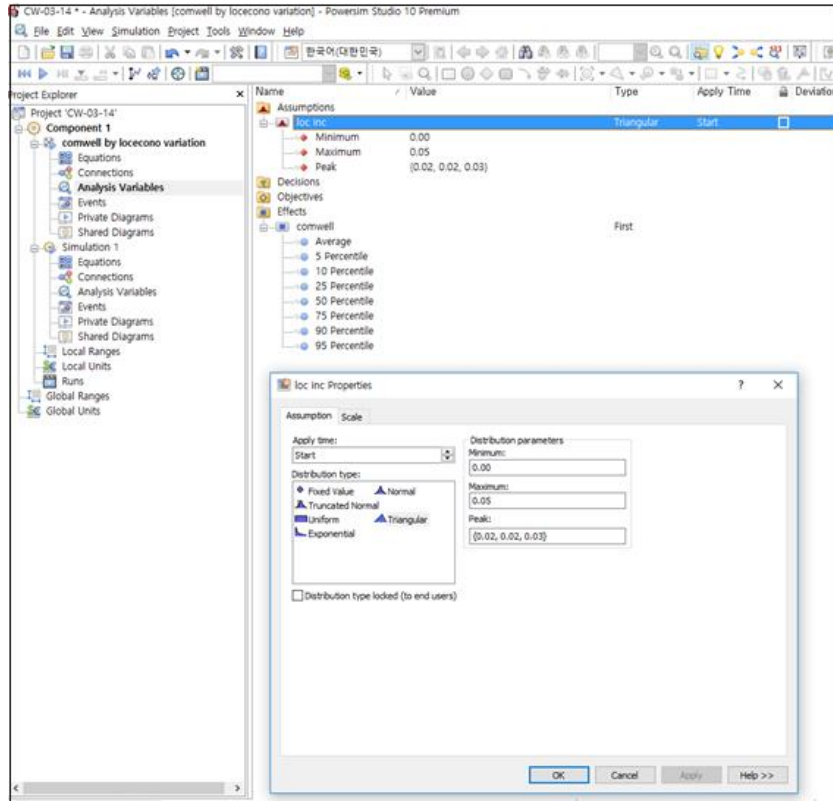 CW-03-14 * - Analysis Variables [comwell by locecono variation] - Powersim Studio 10 Premium
File Edit View Simulation Project Tools Window Help
한국어(대한민국)
Project Explorer
Project 'CW-03-14'
Component 1
comwell by locecono variation
Equations
Connections
Analysis Variables
Events
Private Diagrams
Shared Diagrams
Simulation 1
Equations
Connections
Analysis Variables
Events
Private Diagrams
Shared Diagrams
Local Ranges
Local Units
Runs
Global Ranges
Global Units
Name Value Type Apply Time Deviation
Assumptions
loc inc Triangular Start
Minimum 0.00
Maximum 0.05
Peak {0.02, 0.02, 0.03}
Decisions
Objectives
Effects
comwell First
Average
5 Percentile
10 Percentile
25 Percentile
50 Percentile
75 Percentile
90 Percentile
95 Percentile
loc inc Properties
Assumption Scale
Apply time:
Start
Distribution type:
Fixed Value Normal
Truncated Normal
Uniform Triangular
Exponential
Distribution type locked (to end users)
Distribution parameters
Minimum:
0.00
Maximum:
0.05
Peak:
{0.02, 0.02, 0.03}
OK Cancel Apply Help >>